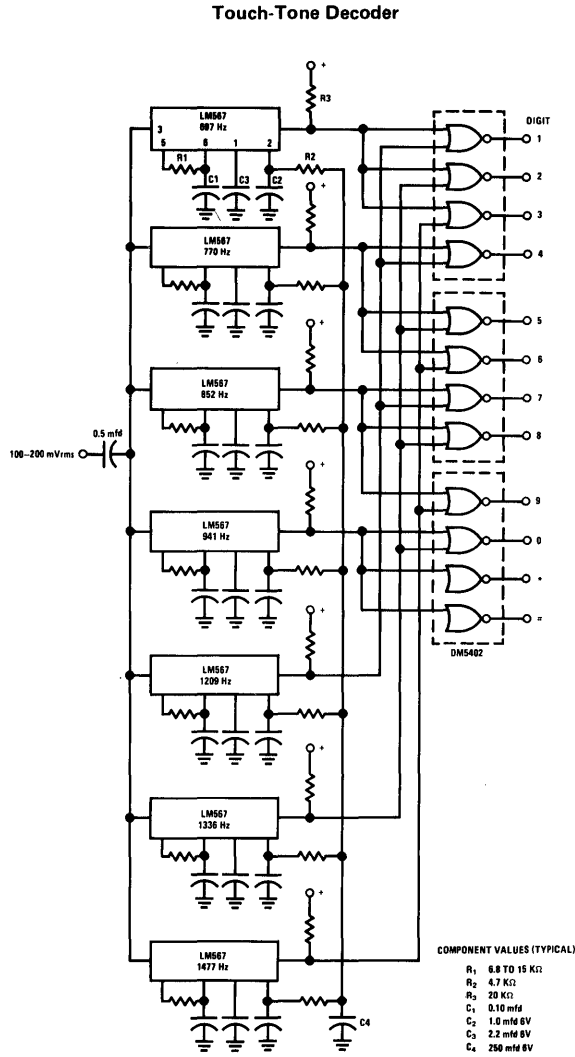 Touch-Tone Decoder
+
R3
LM567
697 Hz
3
5
6
1
2
R1
R2
C1
C3
C2
DIGIT
1
2
3
4
+
LM567
770 Hz
+
5
6
7
8
LM567
852 Hz
0.5 mfd
100–200 mVrms
+
9
0
*
#
DM5402
LM567
941 Hz
+
LM567
1209 Hz
+
LM567
1336 Hz
+
LM567
1477 Hz
C4
COMPONENT VALUES (TYPICAL)
R1 6.8 TO 15 KΩ
R2 4.7 KΩ
R3 20 KΩ
C1 0.10 mfd
C2 1.0 mfd 6V
C3 2.2 mfd 6V
C4 250 mfd 6V